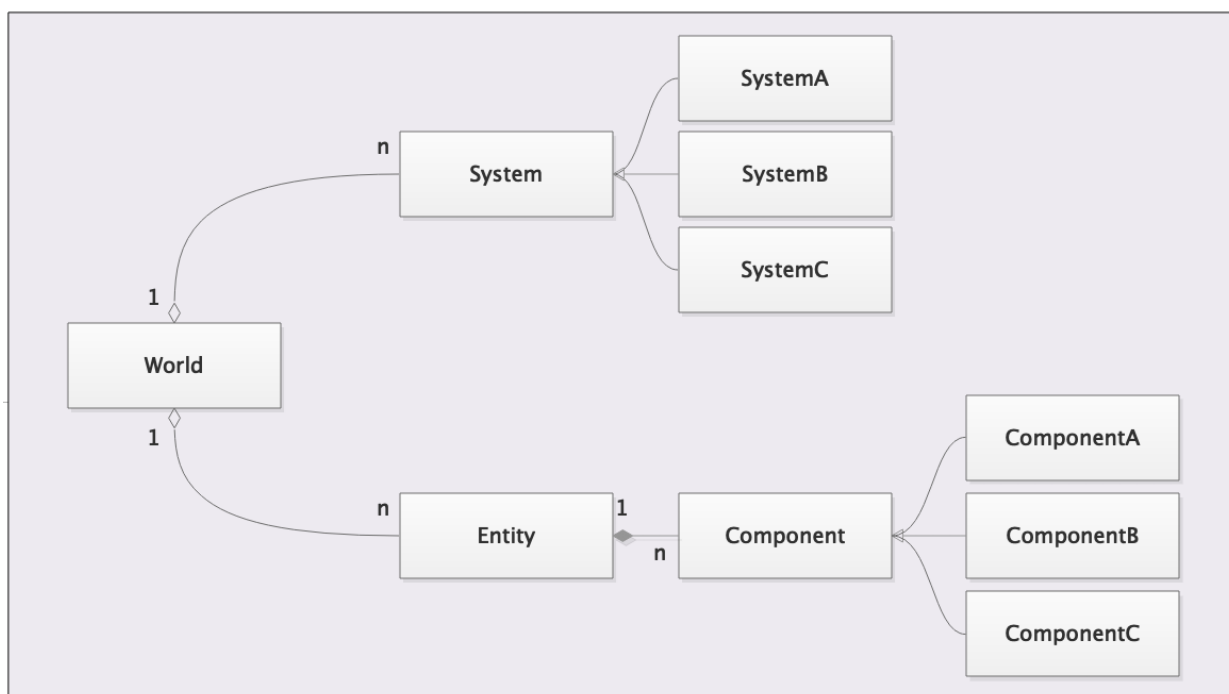 SystemA
n
System
SystemB
SystemC
1
World
1
ComponentA
n
1
Entity
Component
ComponentB
n
ComponentC